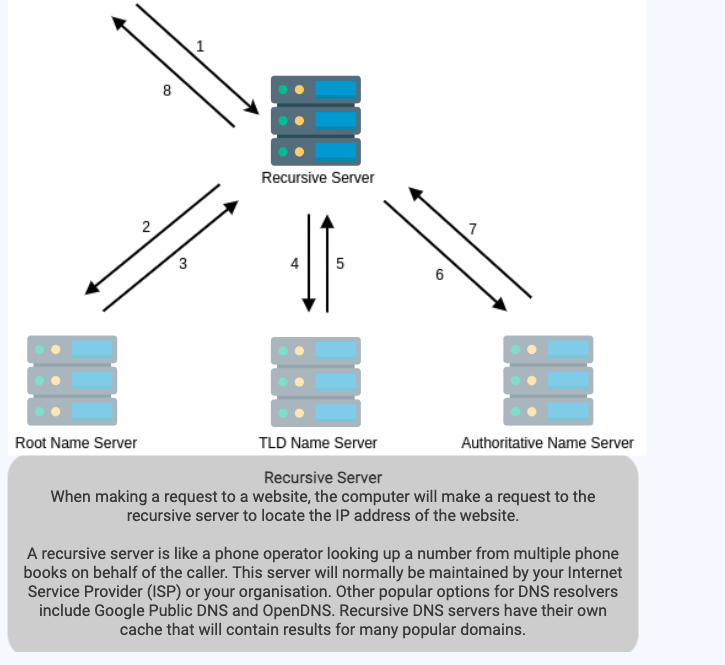 1
8
Recursive Server
2
3
4
5
7
6
Root Name Server
TLD Name Server
Authoritative Name Server
Recursive Server
When making a request to a website, the computer will make a request to the
recursive server to locate the IP address of the website.
A recursive server is like a phone operator looking up a number from multiple phone
books on behalf of the caller. This server will normally be maintained by your Internet
Service Provider (ISP) or your organisation. Other popular options for DNS resolvers
include Google Public DNS and OpenDNS. Recursive DNS servers have their own
cache that will contain results for many popular domains.